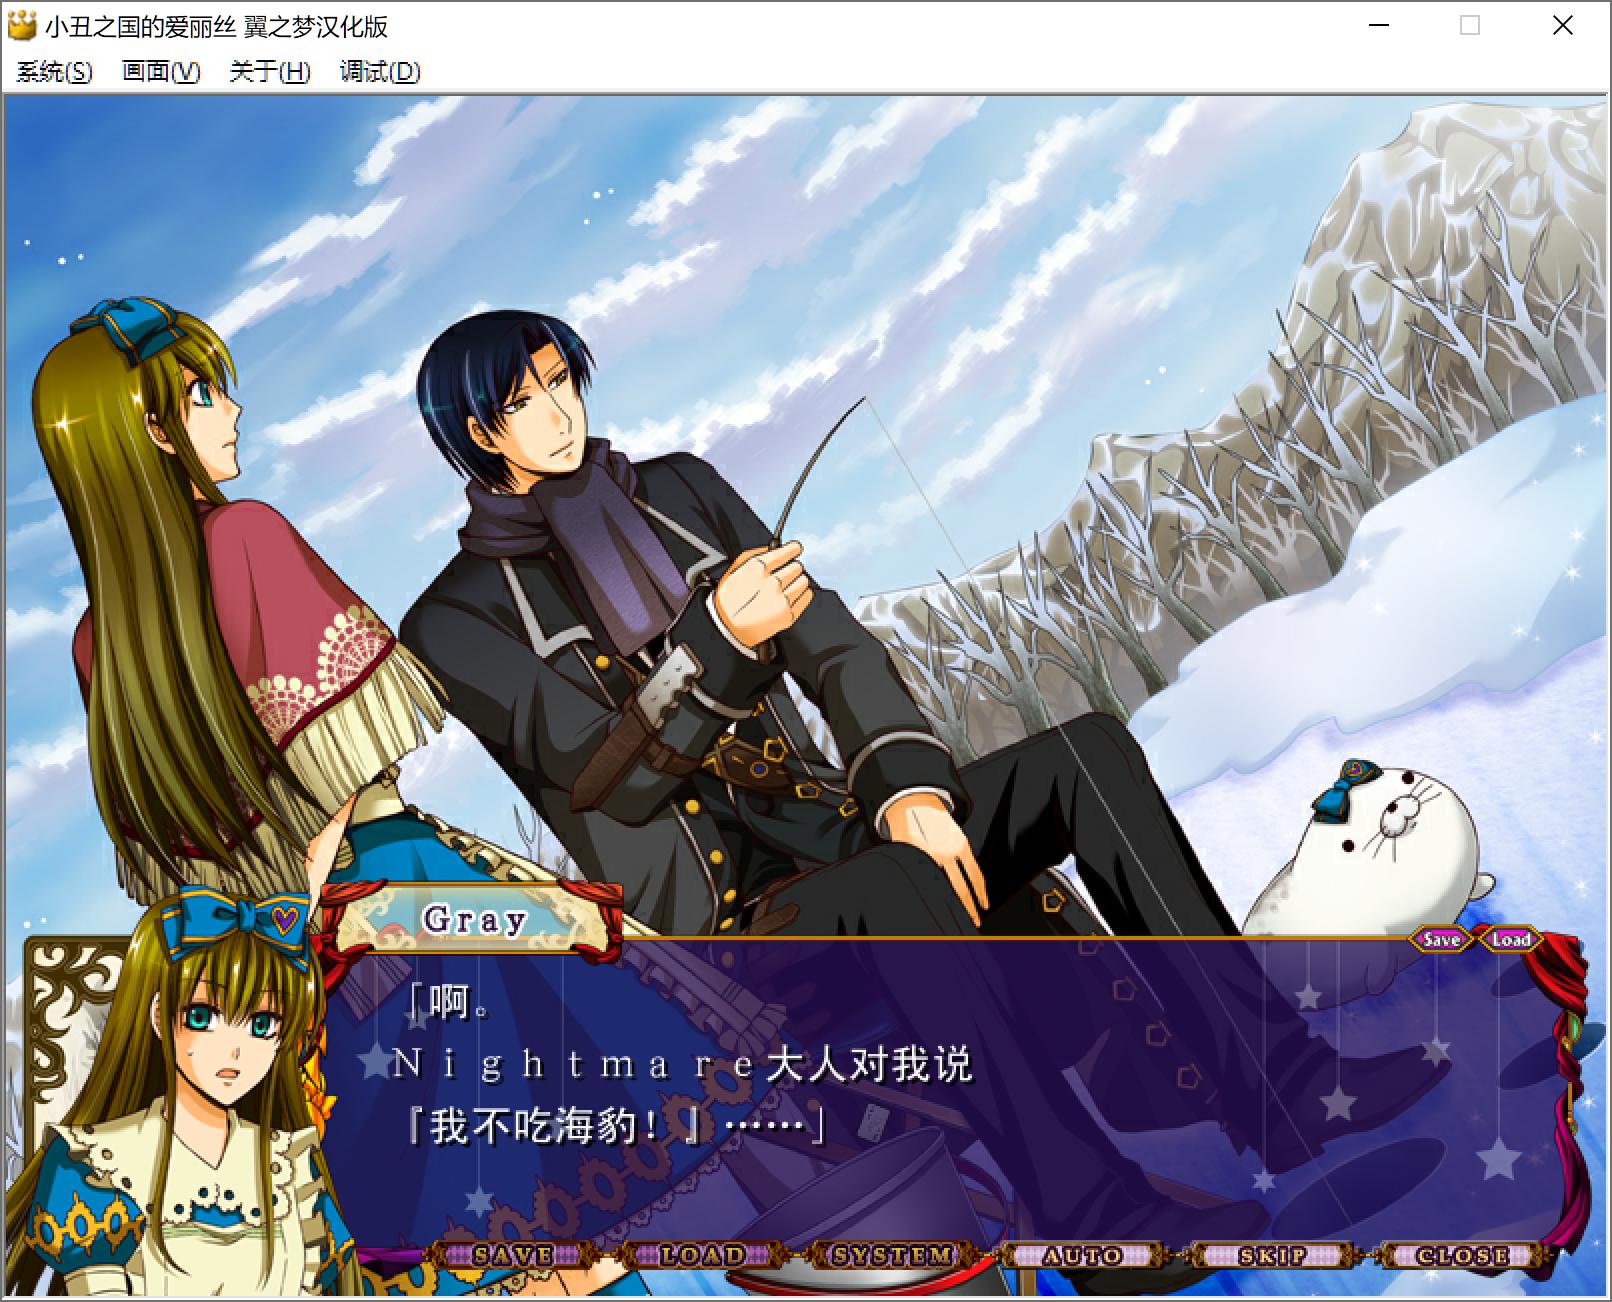 小丑之国的爱丽丝 翼之梦汉化版
系统(S) 画面(V) 关于(H) 调试(D)
Gray
Save Load
「啊。
Nightmare大人对我说
『我不吃海豹！』……」
SAVE LOAD SYSTEM AUTO SKIP CLOSE